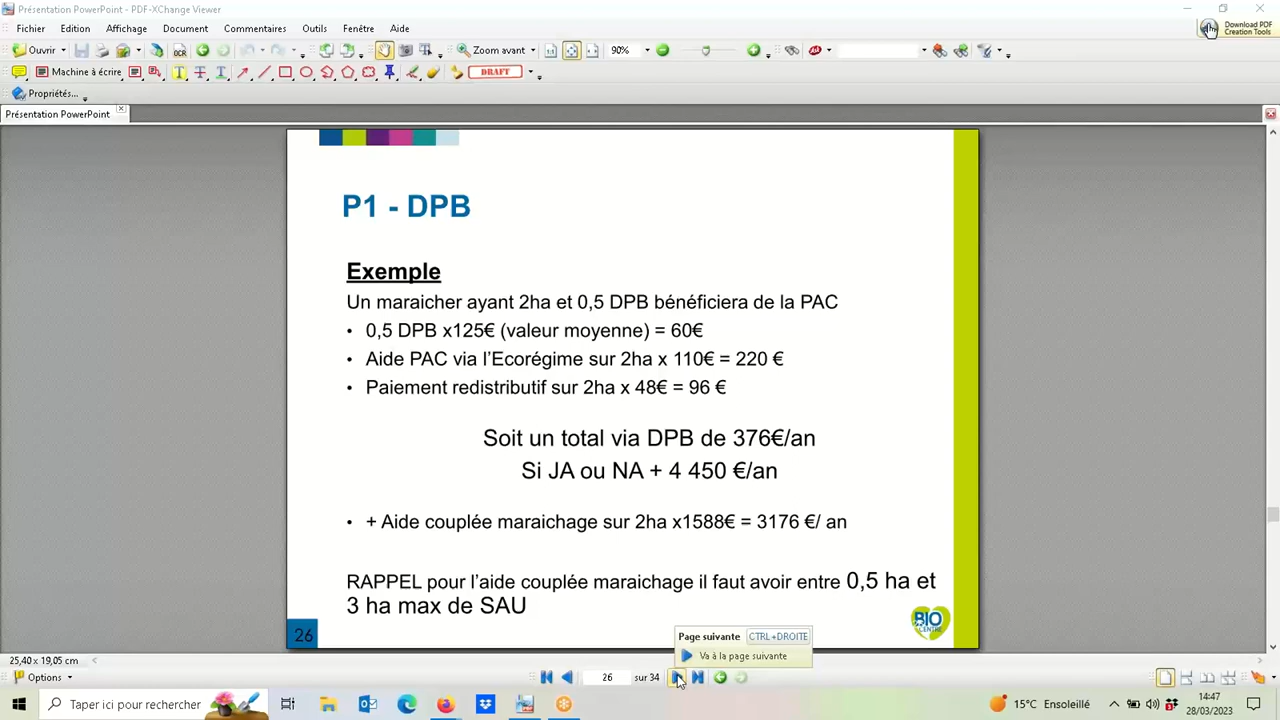 Présentation PowerPoint - PDF-XChange Viewer
Fichier Edition Affichage Document Commentaires Outils Fenêtre Aide
Download PDF
Creation Tools
Ouvrir OCR Zoom avant 90%
Machine à écrire DRAFT
Propriétés...
Présentation PowerPoint
P1 - DPB
Exemple
Un maraicher ayant 2ha et 0,5 DPB bénéficiera de la PAC
• 0,5 DPB x125€ (valeur moyenne) = 60€
• Aide PAC via l'Ecorégime sur 2ha x 110€ = 220 €
• Paiement redistributif sur 2ha x 48€ = 96 €
Soit un total via DPB de 376€/an
Si JA ou NA + 4 450 €/an
• + Aide couplée maraichage sur 2ha x1588€ = 3176 €/ an
RAPPEL pour l'aide couplée maraichage il faut avoir entre 0,5 ha et
3 ha max de SAU
26
BIO
CENTRE
Page suivante CTRL+DROITE
Va à la page suivante
25,40 x 19,05 cm
Options 26 sur 34
Taper ici pour rechercher
15°C Ensoleillé
14:47
28/03/2023